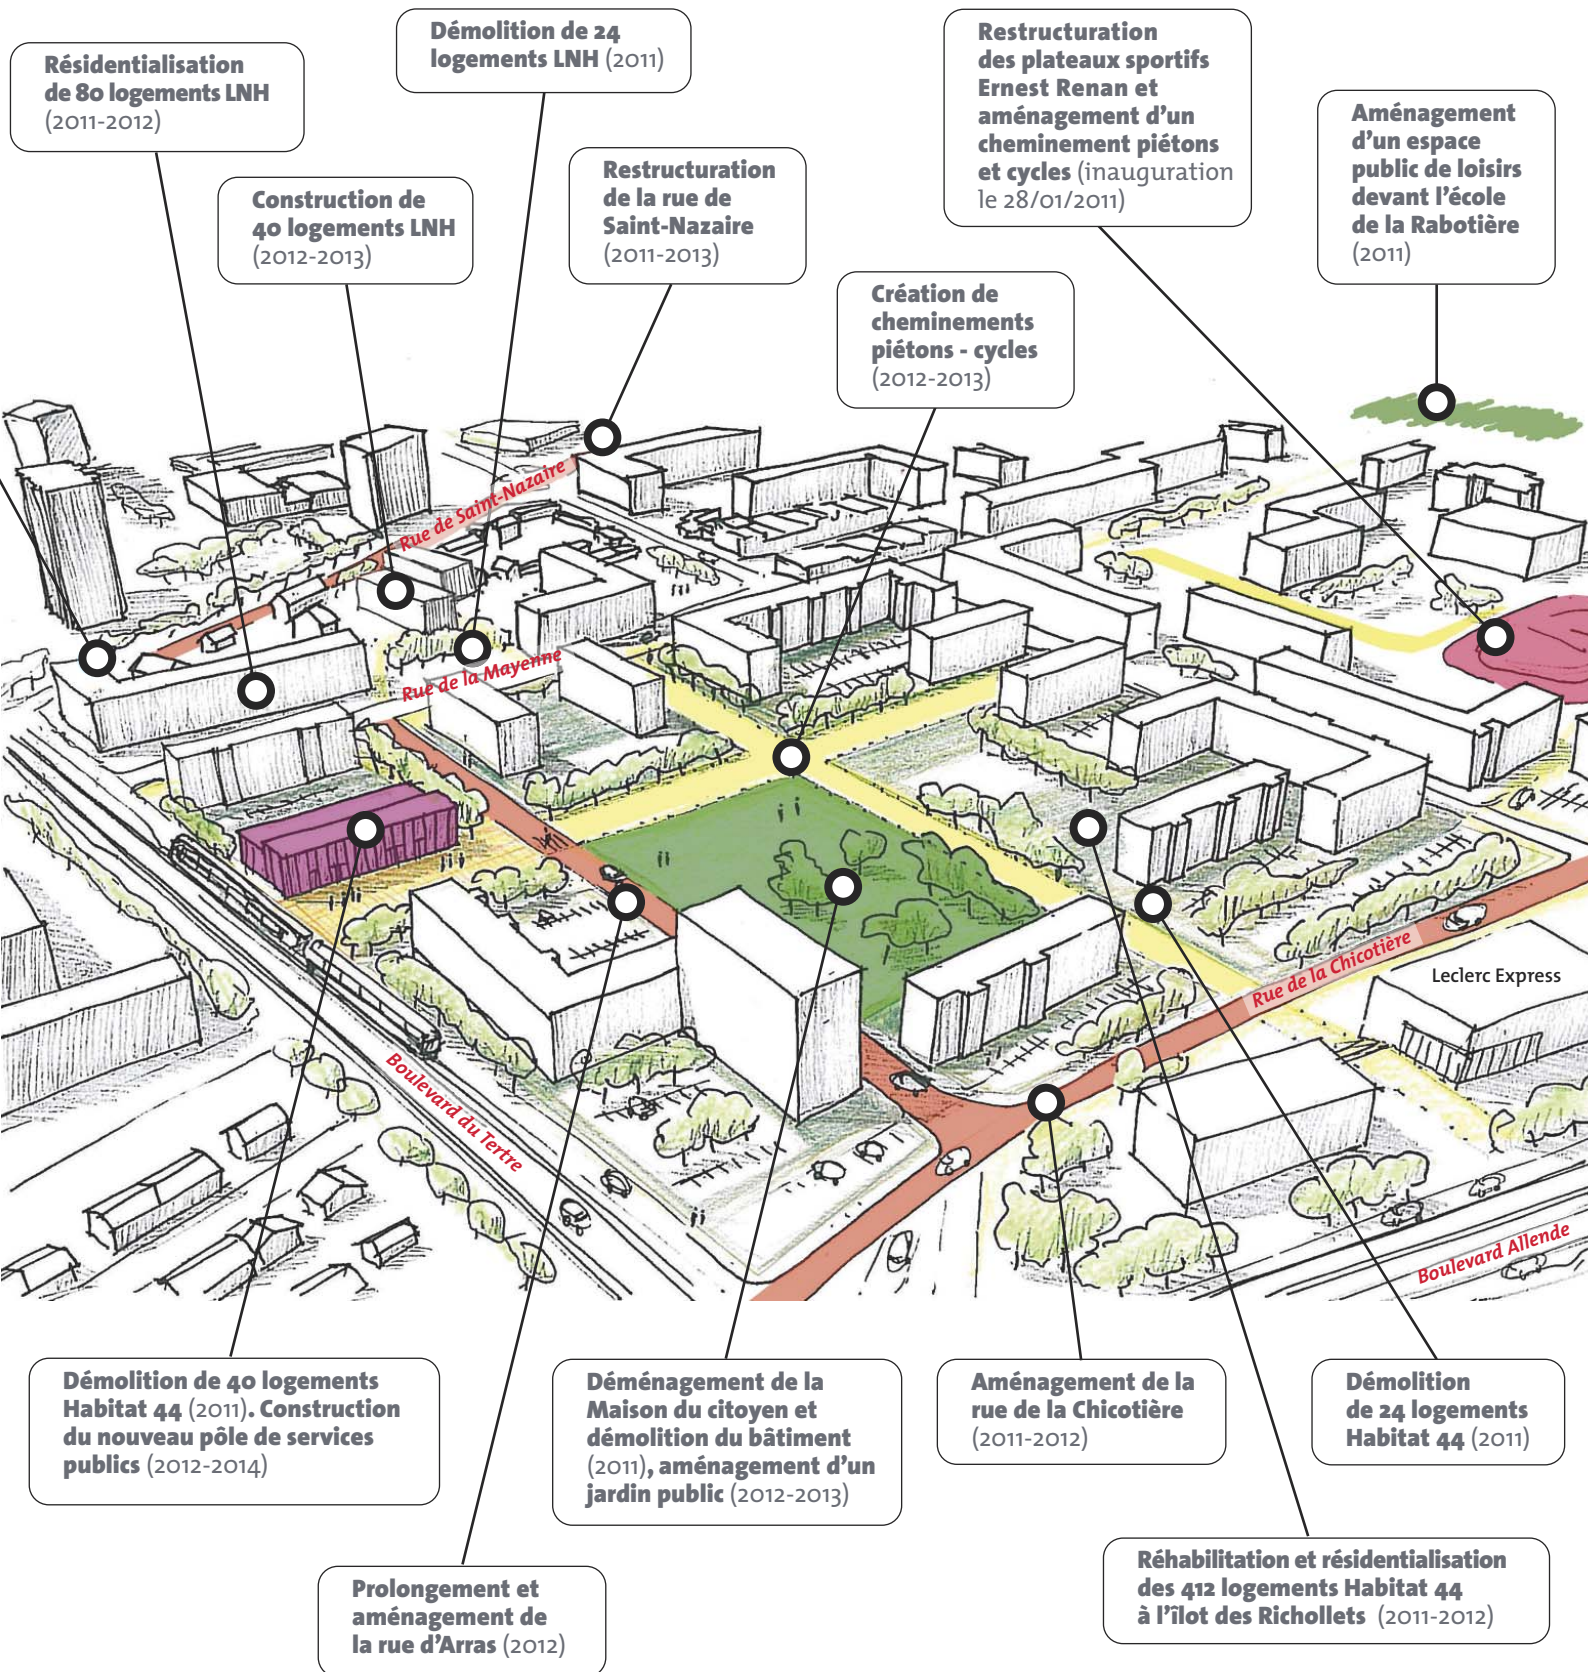 Démolition de 24
logements LNH (2011)
Restructuration
des plateaux sportifs
Ernest Renan et
aménagement d'un
cheminement piétons
et cycles (inauguration
le 28/01/2011)
Résidentialisation
de 80 logements LNH
(2011-2012)
Aménagement
d'un espace
public de loisirs
devant l'école
de la Rabotière
(2011)
Restructuration
de la rue de
Saint-Nazaire
(2011-2013)
Construction de
40 logements LNH
(2012-2013)
Création de
cheminements
piétons - cycles
(2012-2013)
Rue de Saint-Nazaire
Rue de la Mayenne
Rue de la Chicotière
Leclerc Express
Boulevard du Tertre
Boulevard Allende
Démolition de 40 logements
Habitat 44 (2011). Construction
du nouveau pôle de services
publics (2012-2014)
Déménagement de la
Maison du citoyen et
démolition du bâtiment
(2011), aménagement d'un
jardin public (2012-2013)
Aménagement de la
rue de la Chicotière
(2011-2012)
Démolition
de 24 logements
Habitat 44 (2011)
Prolongement et
aménagement de
la rue d'Arras (2012)
Réhabilitation et résidentialisation
des 412 logements Habitat 44
à l'îlot des Richollets (2011-2012)